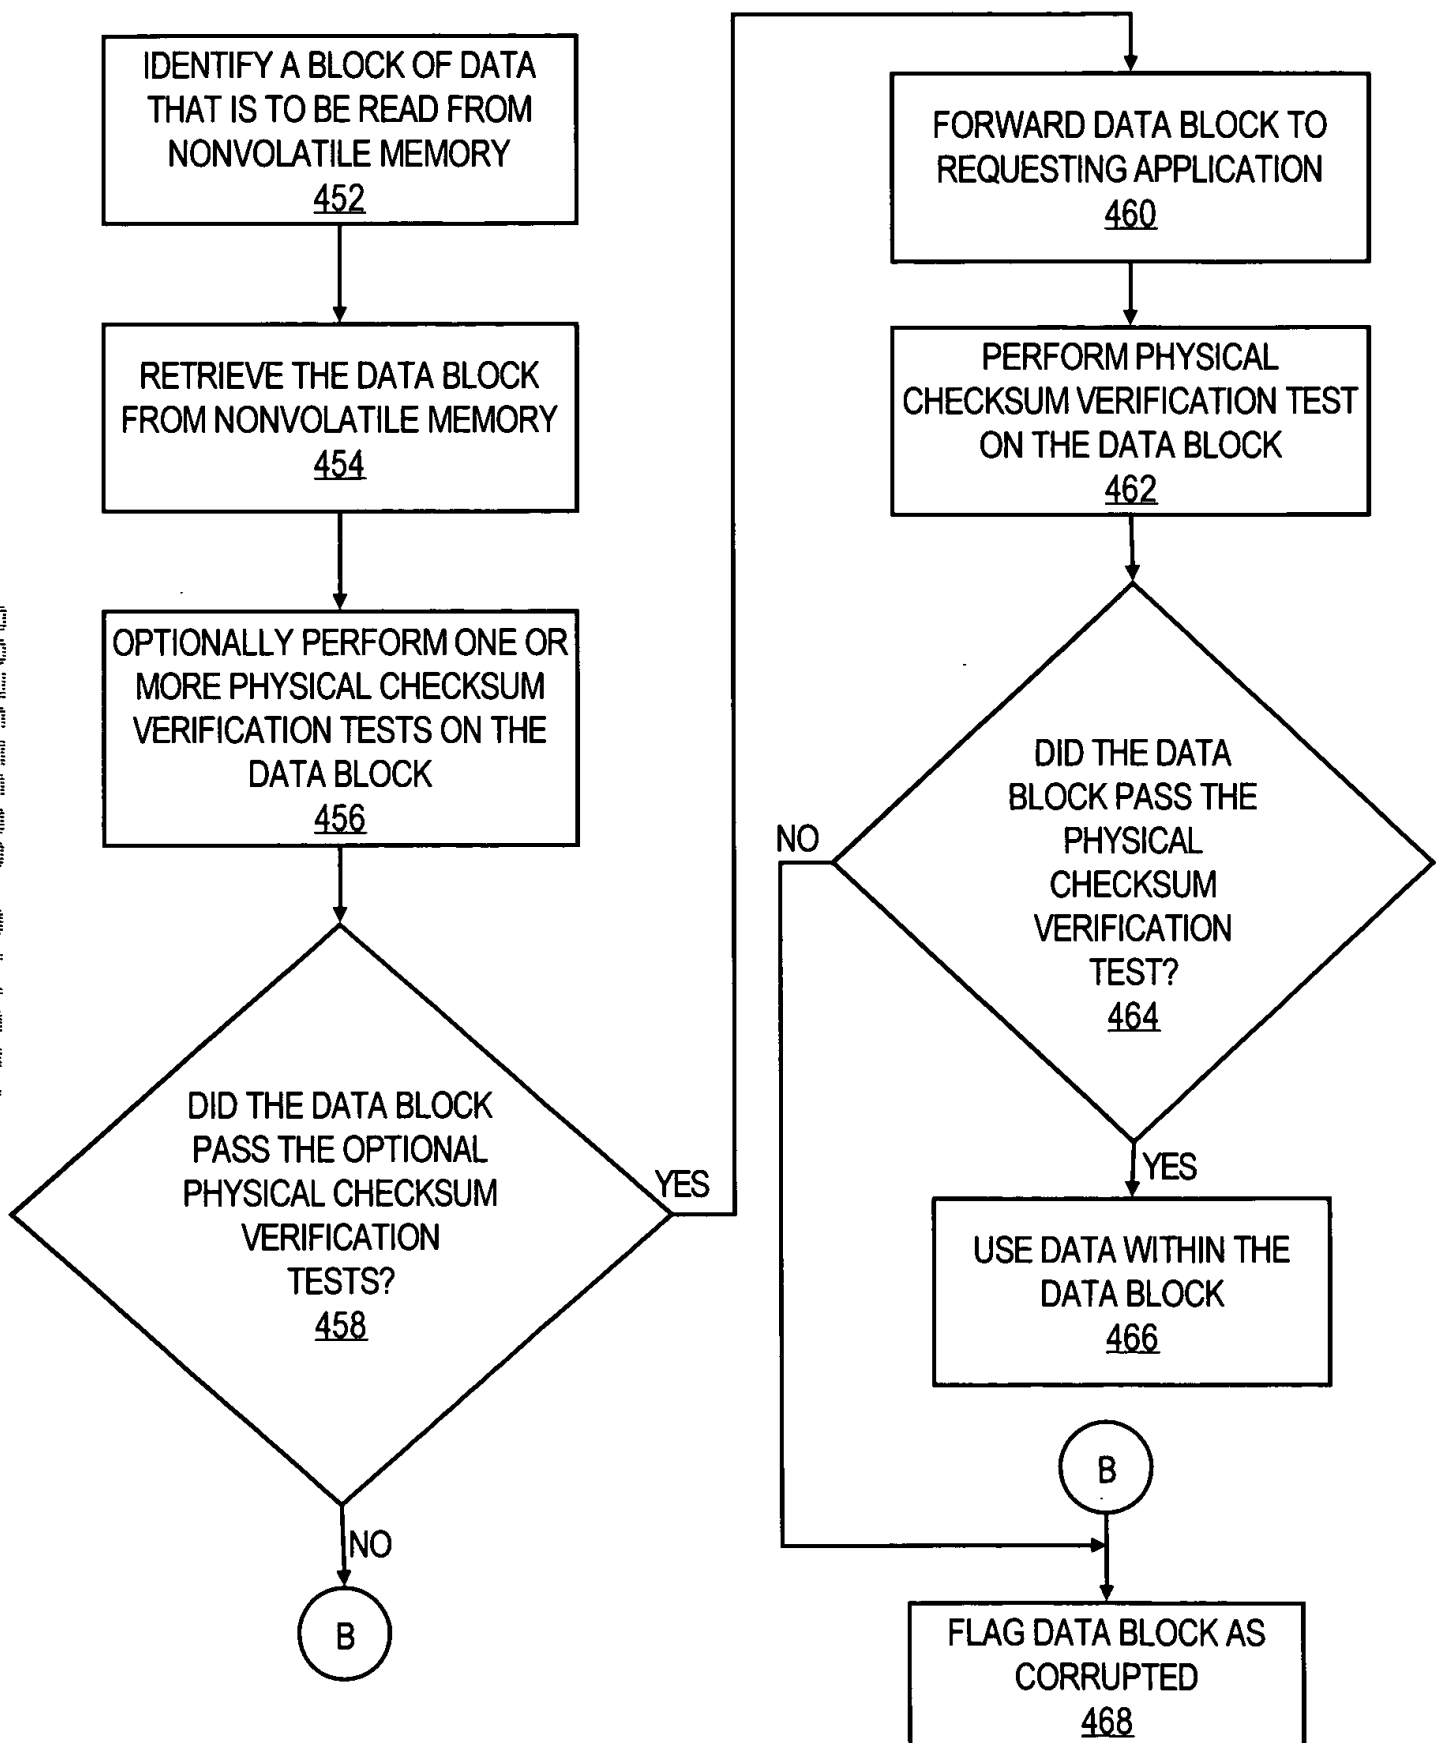 IDENTIFY A BLOCK OF DATA
THAT IS TO BE READ FROM
NONVOLATILE MEMORY
452
RETRIEVE THE DATA BLOCK
FROM NONVOLATILE MEMORY
454
OPTIONALLY PERFORM ONE OR
MORE PHYSICAL CHECKSUM
VERIFICATION TESTS ON THE
DATA BLOCK
456
DID THE DATA BLOCK
PASS THE OPTIONAL
PHYSICAL CHECKSUM
VERIFICATION
TESTS?
458
YES
NO
B
FORWARD DATA BLOCK TO
REQUESTING APPLICATION
460
PERFORM PHYSICAL
CHECKSUM VERIFICATION TEST
ON THE DATA BLOCK
462
DID THE DATA
BLOCK PASS THE
PHYSICAL
CHECKSUM
VERIFICATION
TEST?
464
NO
YES
USE DATA WITHIN THE
DATA BLOCK
466
B
FLAG DATA BLOCK AS
CORRUPTED
468